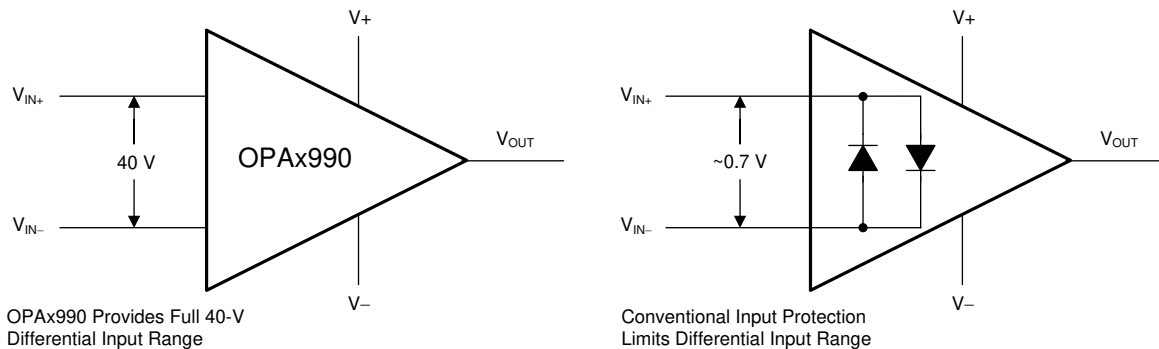 V+
V+
VIN+
VIN+
VOUT
VOUT
40 V
OPAx990
~0.7 V
VIN−
VIN−
V−
V−
OPAx990 Provides Full 40-V
Differential Input Range
Conventional Input Protection
Limits Differential Input Range